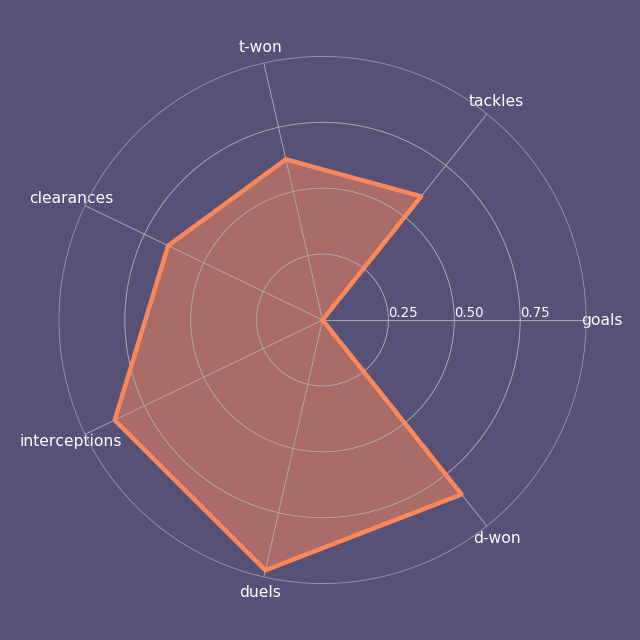 t-won
tackles
clearances
0.25
0.50
0.75
goals
interceptions
d-won
duels